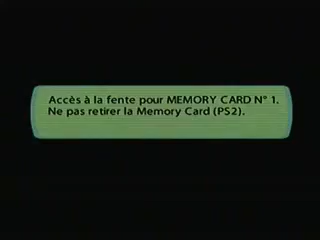 Accès à la fente pour MEMORY CARD N° 1.
Ne pas retirer la Memory Card (PS2).